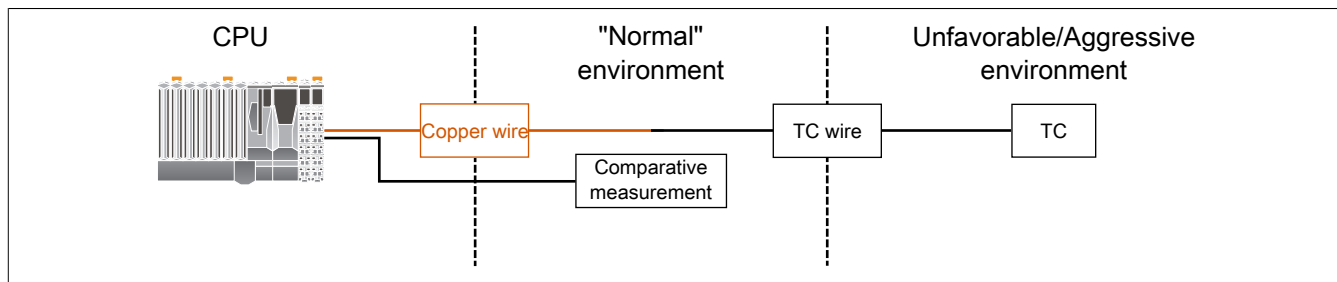 CPU
"Normal"
environment
Unfavorable/Aggressive
environment
Copper wire
TC wire
TC
Comparative
measurement